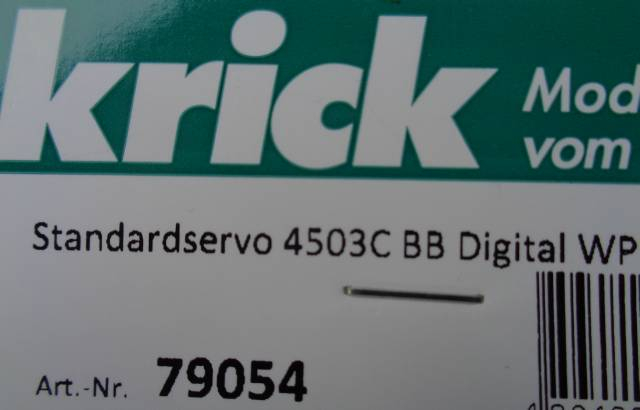 krick
Mod
vom
Standardservo 4503C BB Digital WP
Art.-Nr. 79054